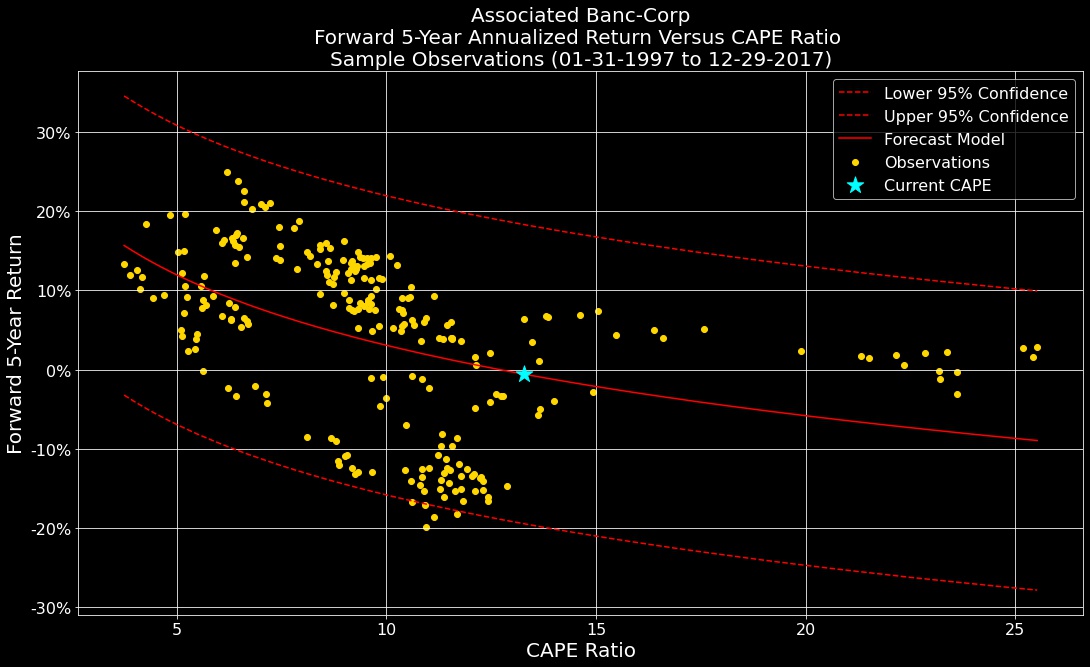 Associated Banc-Corp
Forward 5-Year Annualized Return Versus CAPE Ratio
Sample Observations (01-31-1997 to 12-29-2017)
Lower 95% Confidence
Upper 95% Confidence
Forecast Model
Observations
Current CAPE
Forward 5-Year Return
30%
20%
10%
0%
-10%
-20%
-30%
5
10
15
20
25
CAPE Ratio